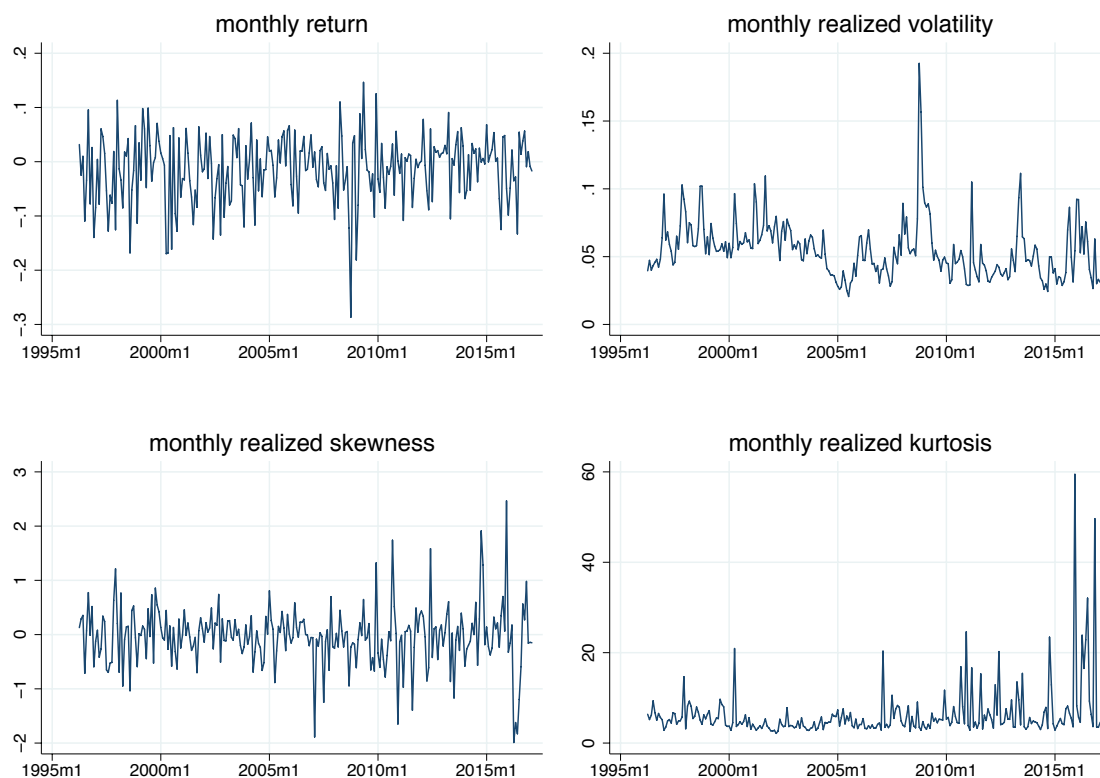 monthly return
.2
.1
0
-.1
-.2
-.3
1995m1 2000m1 2005m1 2010m1 2015m1
monthly realized volatility
.2
.15
.1
.05
0
1995m1 2000m1 2005m1 2010m1 2015m1
monthly realized skewness
3
2
1
0
-1
-2
1995m1 2000m1 2005m1 2010m1 2015m1
monthly realized kurtosis
60
40
20
0
1995m1 2000m1 2005m1 2010m1 2015m1